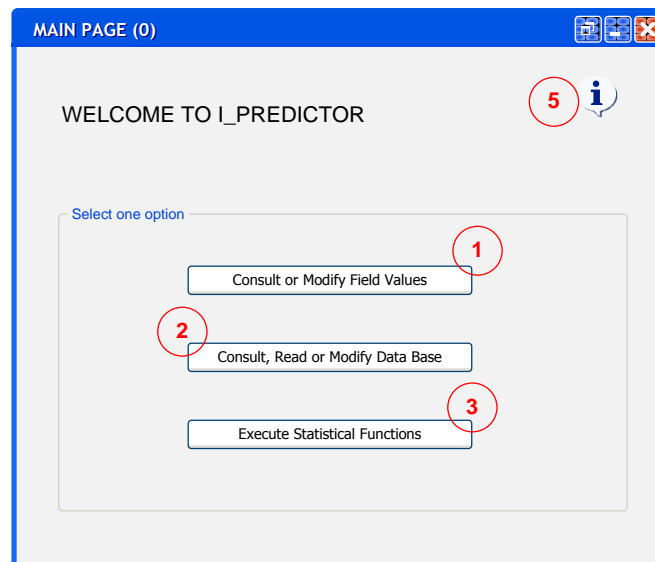 MAIN PAGE (0)
5
i
WELCOME TO I_PREDICTOR
Select one option
1
Consult or Modify Field Values
2
Consult, Read or Modify Data Base
3
Execute Statistical Functions